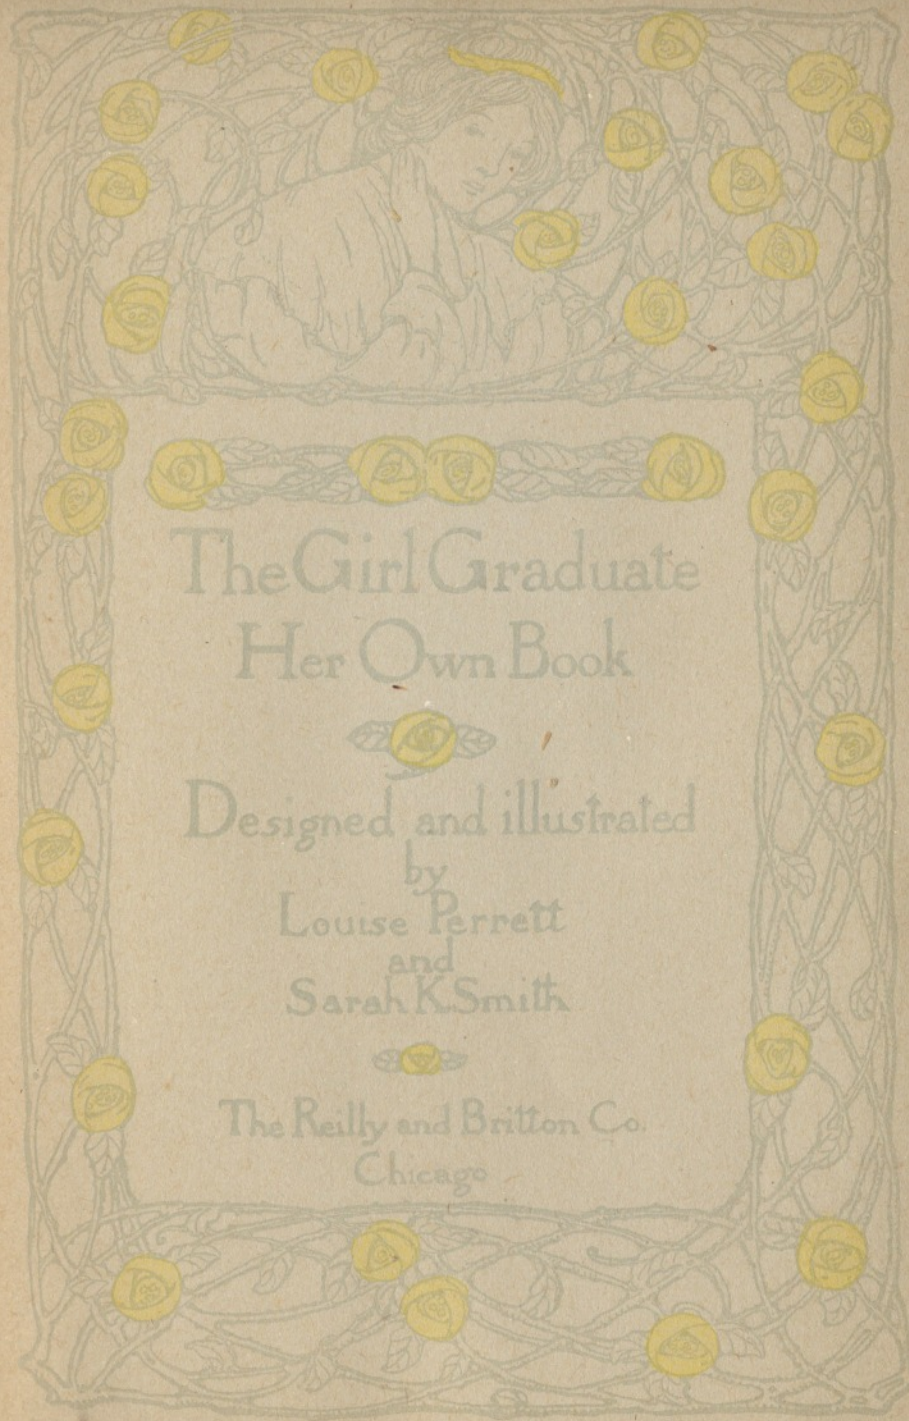 The Girl Graduate
Her Own Book
Designed and illustrated
by
Louise Perrett
and
Sarah K. Smith
The Reilly and Britton Co.
Chicago